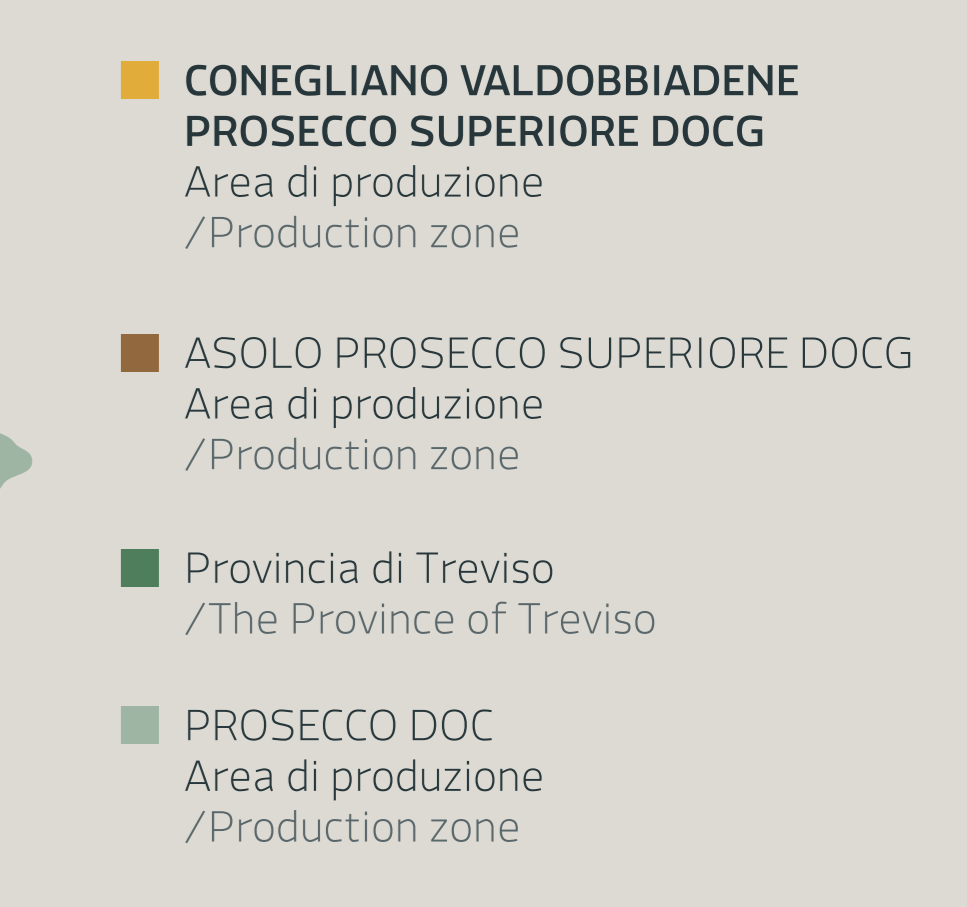 CONEGLIANO VALDOBBIADENE
PROSECCO SUPERIORE DOCG
Area di produzione
/Production zone
ASOLO PROSECCO SUPERIORE DOCG
Area di produzione
/Production zone
Provincia di Treviso
/The Province of Treviso
PROSECCO DOC
Area di produzione
/Production zone